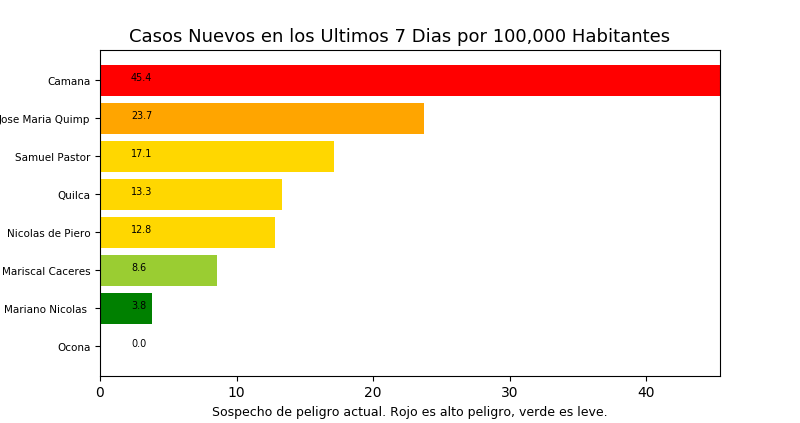 Casos Nuevos en los Ultimos 7 Dias por 100,000 Habitantes
Camana 45.4
Jose Maria Quimp 23.7
Samuel Pastor 17.1
Quilca 13.3
Nicolas de Piero 12.8
Mariscal Caceres 8.6
Mariano Nicolas 3.8
Ocona 0.0
0 10 20 30 40
Sospecho de peligro actual. Rojo es alto peligro, verde es leve.